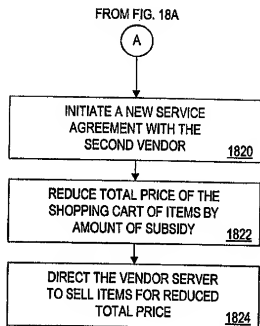 FROM FIG. 18A
A
INITIATE A NEW SERVICE
AGREEMENT WITH THE
SECOND VENDOR
1820
REDUCE TOTAL PRICE OF THE
SHOPPING CART OF ITEMS BY
AMOUNT OF SUBSIDY
1822
DIRECT THE VENDOR SERVER
TO SELL ITEMS FOR REDUCED
TOTAL PRICE
1824